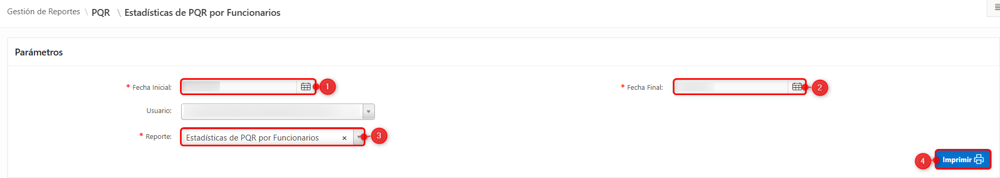 Gestión de Reportes \ PQR \ Estadísticas de PQR por Funcionarios
Parámetros
* Fecha Inicial: 1 * Fecha Final: 2
Usuario:
* Reporte: Estadísticas de PQR por Funcionarios × 3
4 Imprimir